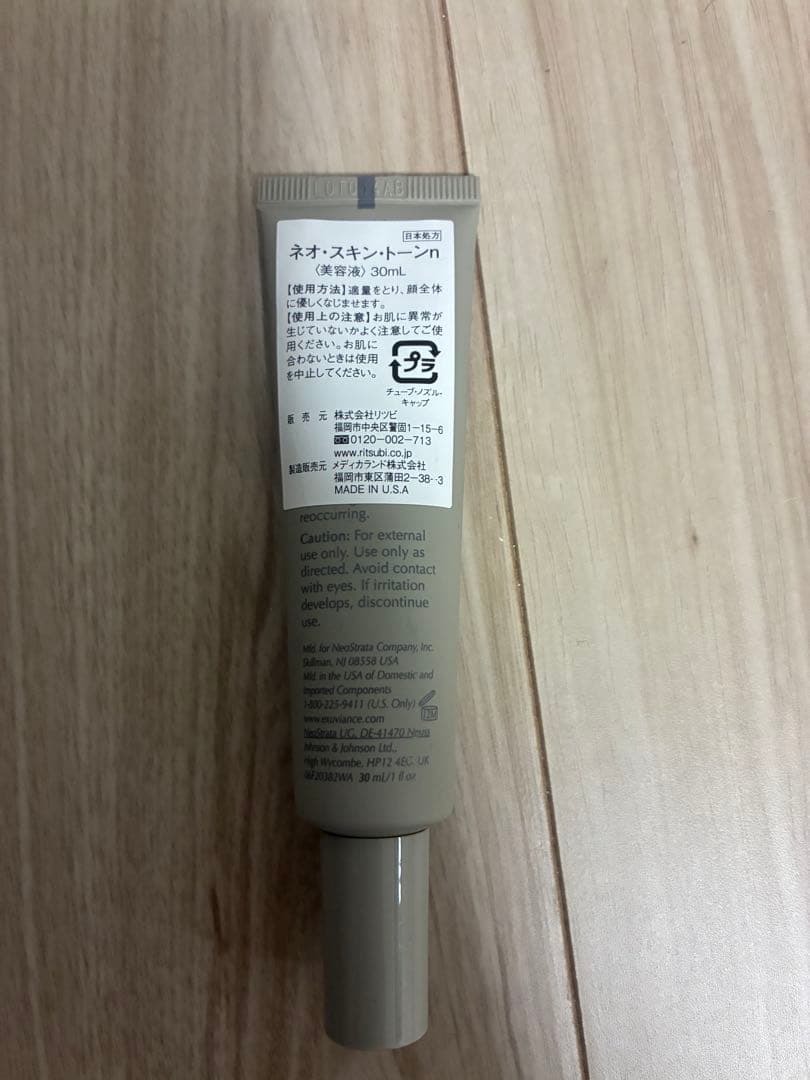 日本処方
ネオ・スキン・トーンn
〈美容液〉30mL
【使用方法】適量をとり、顔全体
に優しくなじませます。
【使用上の注意】お肌に異常が
生じていないかよく注意してご使
用ください。お肌に
合わないときは使用
を中止してください。
プラ
チューブ・ノズル・
キャップ
販売元 株式会社リツビ
福岡市中央区警固1-15-6
0120-002-713
www.ritsubi.co.jp
製造販売元 メディカランド株式会社
福岡市東区蒲田2-38-3
MADE IN U.S.A
reoccurring.
Caution: For external
use only. Use only as
directed. Avoid contact
with eyes. If irritation
develops, discontinue
use.
Mfd. for NeoStrata Company, Inc.
Skillman, NJ 08558 USA
Mfd. in the USA of Domestic and
Imported Components
1-800-225-9411 (U.S. Only)
12M
www.exuviance.com
NeoStrata UG, DE-41470 Neuss
Johnson & Johnson Ltd.,
High Wycombe, HP12 4EG, UK
30 mL/1 fl oz